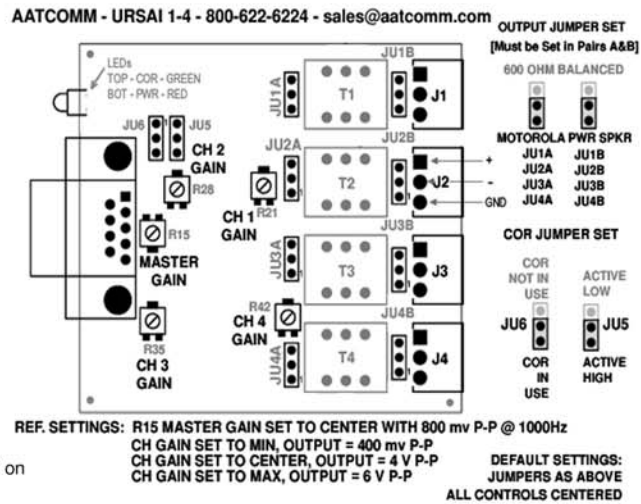 AATCOMM - URSAI 1-4 - 800-622-6224 - sales@aatcomm.com
OUTPUT JUMPER SET
[Must be Set in Pairs A&B]
600 OHM BALANCED
MOTOROLA PWR SPKR
JU1A JU1B
JU2A JU2B
JU3A JU3B
JU4A JU4B
LEDs
TOP - COR - GREEN
BOT - PWR - RED
JU6
1
JU5
CH 2
GAIN
R28
R15
MASTER
GAIN
R35
CH 3
GAIN
JU1A
T1
JU1B
J1
JU2A
T2
JU2B
J2
+
-
GND
R21
CH 1
GAIN
1
1
JU3B
JU3A
T3
J3
1
1
R42
CH 4
GAIN
JU4B
JU4A
T4
J4
1
1
COR JUMPER SET
COR
NOT IN
USE
ACTIVE
LOW
JU6
JU5
COR
IN
USE
ACTIVE
HIGH
REF. SETTINGS: R15 MASTER GAIN SET TO CENTER WITH 800 mv P-P @ 1000Hz
CH GAIN SET TO MIN, OUTPUT = 400 mv P-P
CH GAIN SET TO CENTER, OUTPUT = 4 V P-P
CH GAIN SET TO MAX, OUTPUT = 6 V P-P
on
DEFAULT SETTINGS:
JUMPERS AS ABOVE
ALL CONTROLS CENTERED